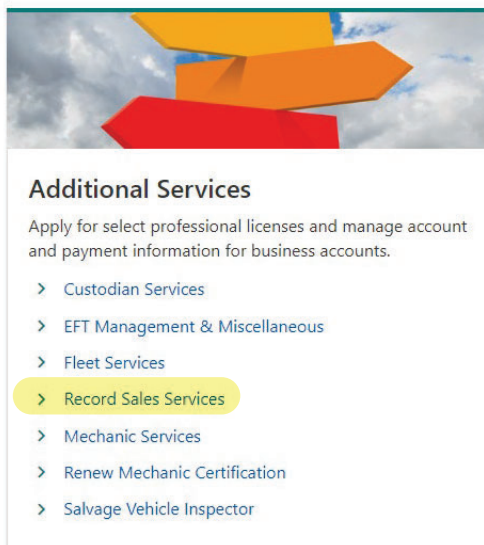 Additional Services
Apply for select professional licenses and manage account
and payment information for business accounts.
Custodian Services
EFT Management & Miscellaneous
Fleet Services
Record Sales Services
Mechanic Services
Renew Mechanic Certification
Salvage Vehicle Inspector